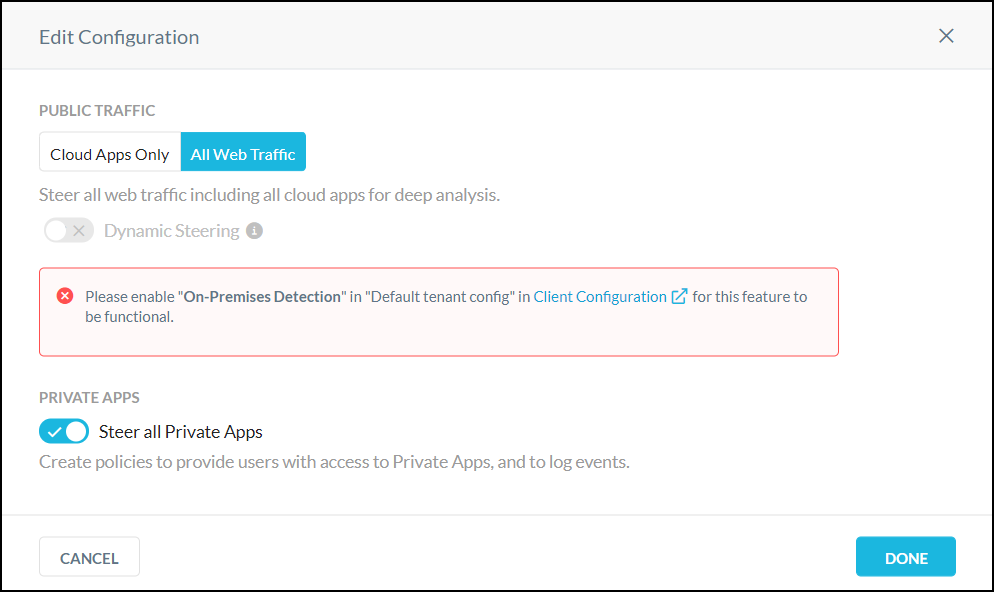 Edit Configuration
PUBLIC TRAFFIC
Cloud Apps Only All Web Traffic
Steer all web traffic including all cloud apps for deep analysis.
Dynamic Steering
Please enable "On-Premises Detection" in "Default tenant config" in Client Configuration for this feature to
be functional.
PRIVATE APPS
Steer all Private Apps
Create policies to provide users with access to Private Apps, and to log events.
CANCEL DONE